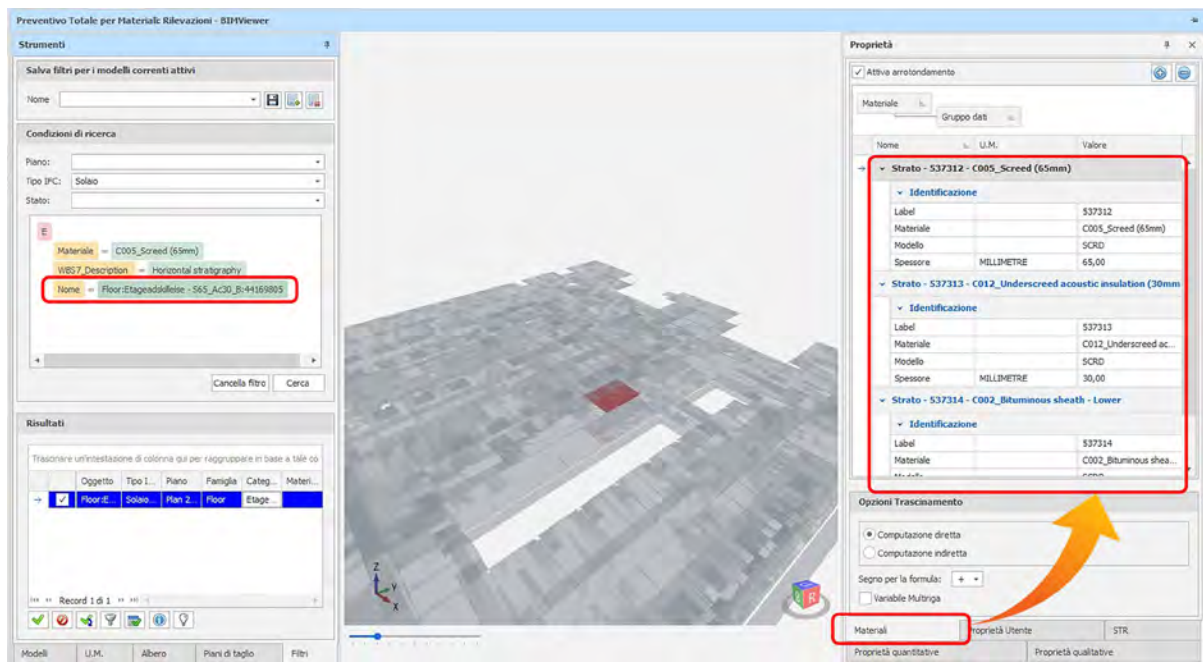 Preventivo Totale per Materiali: Rilevazioni - BIMViewer
Strumenti
Salva filtri per i modelli correnti attivi
Nome
Condizioni di ricerca
Piano:
Tipo IFC: Solaio
Stato:
E
Materiale = C005_Screed (65mm)
WBS7_Description = Horizontal stratigraphy
Nome = Floor:Etageadskilleise - S65_Ac30_B:44169805
Cancella filtro Cerca
Risultati
Trascinare un'intestazione di colonna qui per raggruppare in base a tale co
Oggetto Tipo I... Piano Famiglia Categ... Materi...
Floor:E... Solaio... Plan 2... Floor Etage ...
Record 1 di 1
Modelli U.M. Albero Piani di taglio Filtri
Z
Y
X
R
Proprietà
Attiva arrotondamento
Materiale
Gruppo dati
Nome U.M. Valore
Strato - 537312 - C005_Screed (65mm)
Identificazione
Label 537312
Materiale C005_Screed (65mm)
Modello SCRD
Spessore MILLIMETRE 65,00
Strato - 537313 - C012_Underscreed acoustic insulation (30mm
Identificazione
Label 537313
Materiale C012_Underscreed ac...
Modello SCRD
Spessore MILLIMETRE 30,00
Strato - 537314 - C002_Bituminous sheath - Lower
Identificazione
Label 537314
Materiale C002_Bituminous shea...
Opzioni Trascinamento
Computazione diretta
Computazione indiretta
Segno per la formula: +
Variabile Multiriga
Materiali Proprietà Utente STR
Proprietà quantitative Proprietà qualitative